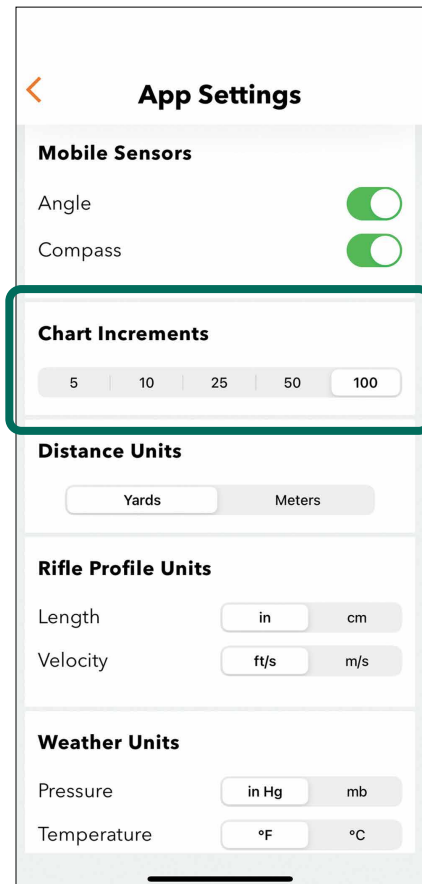 App Settings
Mobile Sensors
Angle
Compass
Chart Increments
5 10 25 50 100
Distance Units
Yards Meters
Rifle Profile Units
Length in cm
Velocity ft/s m/s
Weather Units
Pressure in Hg mb
Temperature °F °C